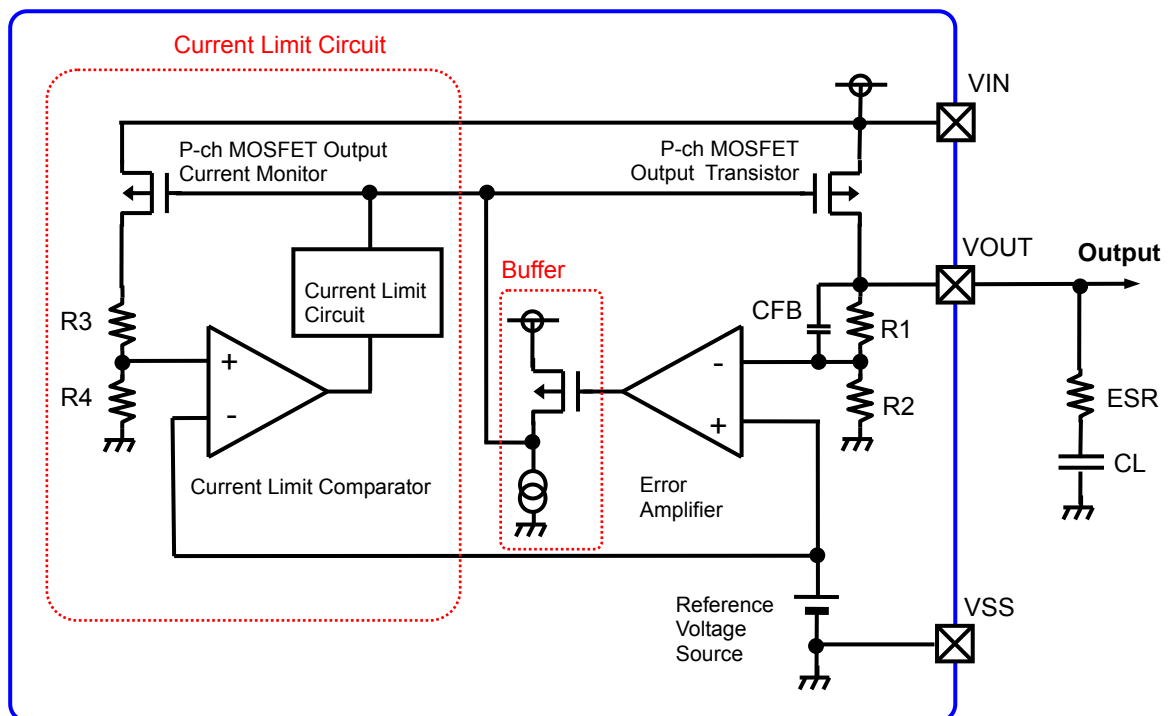 Current Limit Circuit
VIN
P-ch MOSFET Output
Current Monitor
P-ch MOSFET
Output Transistor
VOUT
Output
Buffer
Current Limit
Circuit
CFB
R1
R3
+
-
R4
-
+
R2
ESR
CL
Current Limit Comparator
Error
Amplifier
Reference
Voltage
Source
VSS